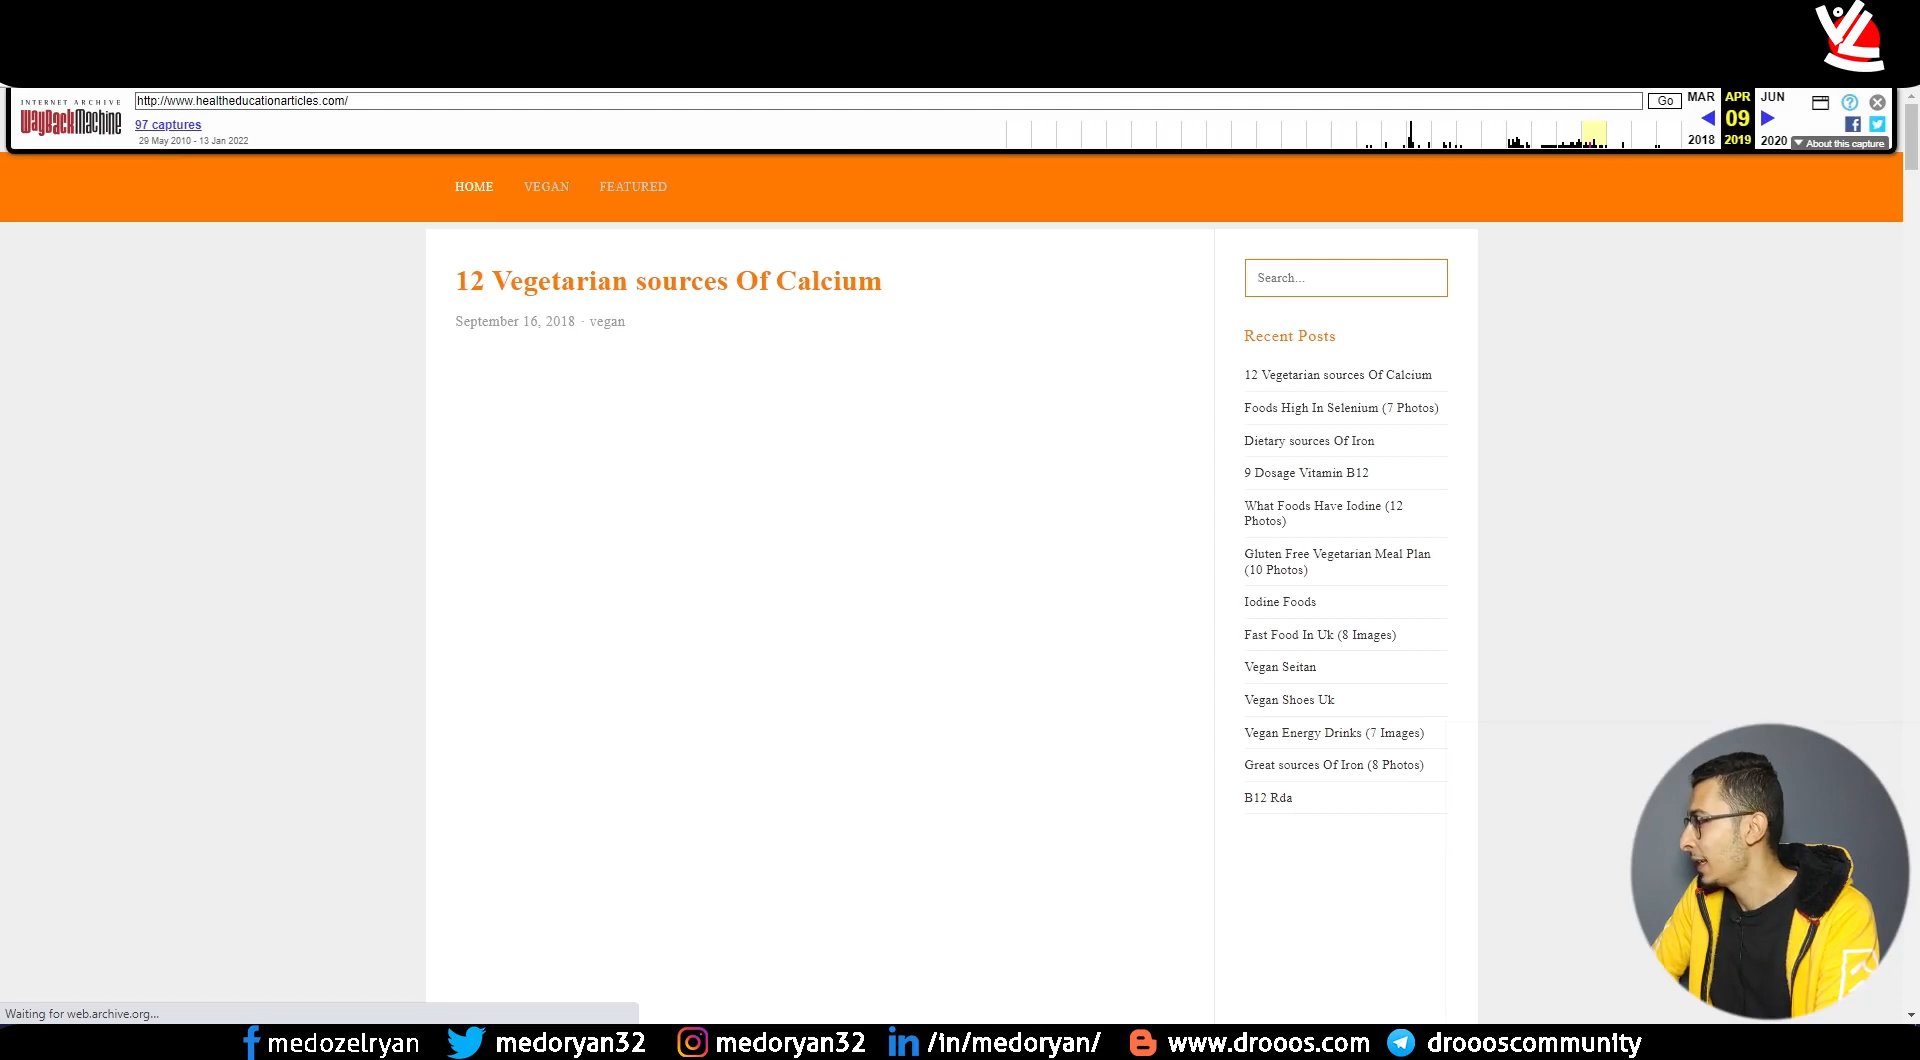 INTERNET ARCHIVE
WayBackMachine
http://www.healtheducationarticles.com/
Go
97 captures
29 May 2010 - 13 Jan 2022
MAR
APR
JUN
09
2018
2019
2020
About this capture
HOME
VEGAN
FEATURED
12 Vegetarian sources Of Calcium
September 16, 2018 · vegan
Search...
Recent Posts
12 Vegetarian sources Of Calcium
Foods High In Selenium (7 Photos)
Dietary sources Of Iron
9 Dosage Vitamin B12
What Foods Have Iodine (12
Photos)
Gluten Free Vegetarian Meal Plan
(10 Photos)
Iodine Foods
Fast Food In Uk (8 Images)
Vegan Seitan
Vegan Shoes Uk
Vegan Energy Drinks (7 Images)
Great sources Of Iron (8 Photos)
B12 Rda
Waiting for web.archive.org...
medozelryan
medoryan32
medoryan32
/in/medoryan/
www.drooos.com
droooscommunity